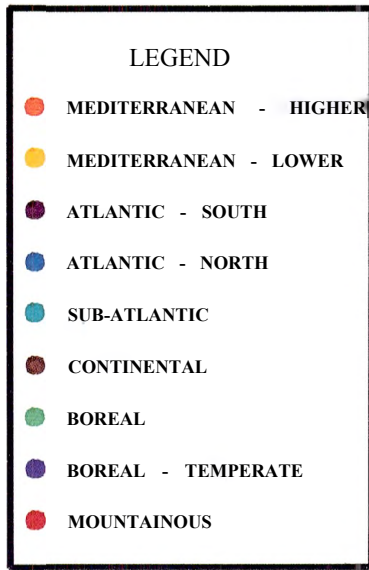 LEGEND
MEDITERRANEAN - HIGHER
MEDITERRANEAN - LOWER
ATLANTIC - SOUTH
ATLANTIC - NORTH
SUB-ATLANTIC
CONTINENTAL
BOREAL
BOREAL - TEMPERATE
MOUNTAINOUS